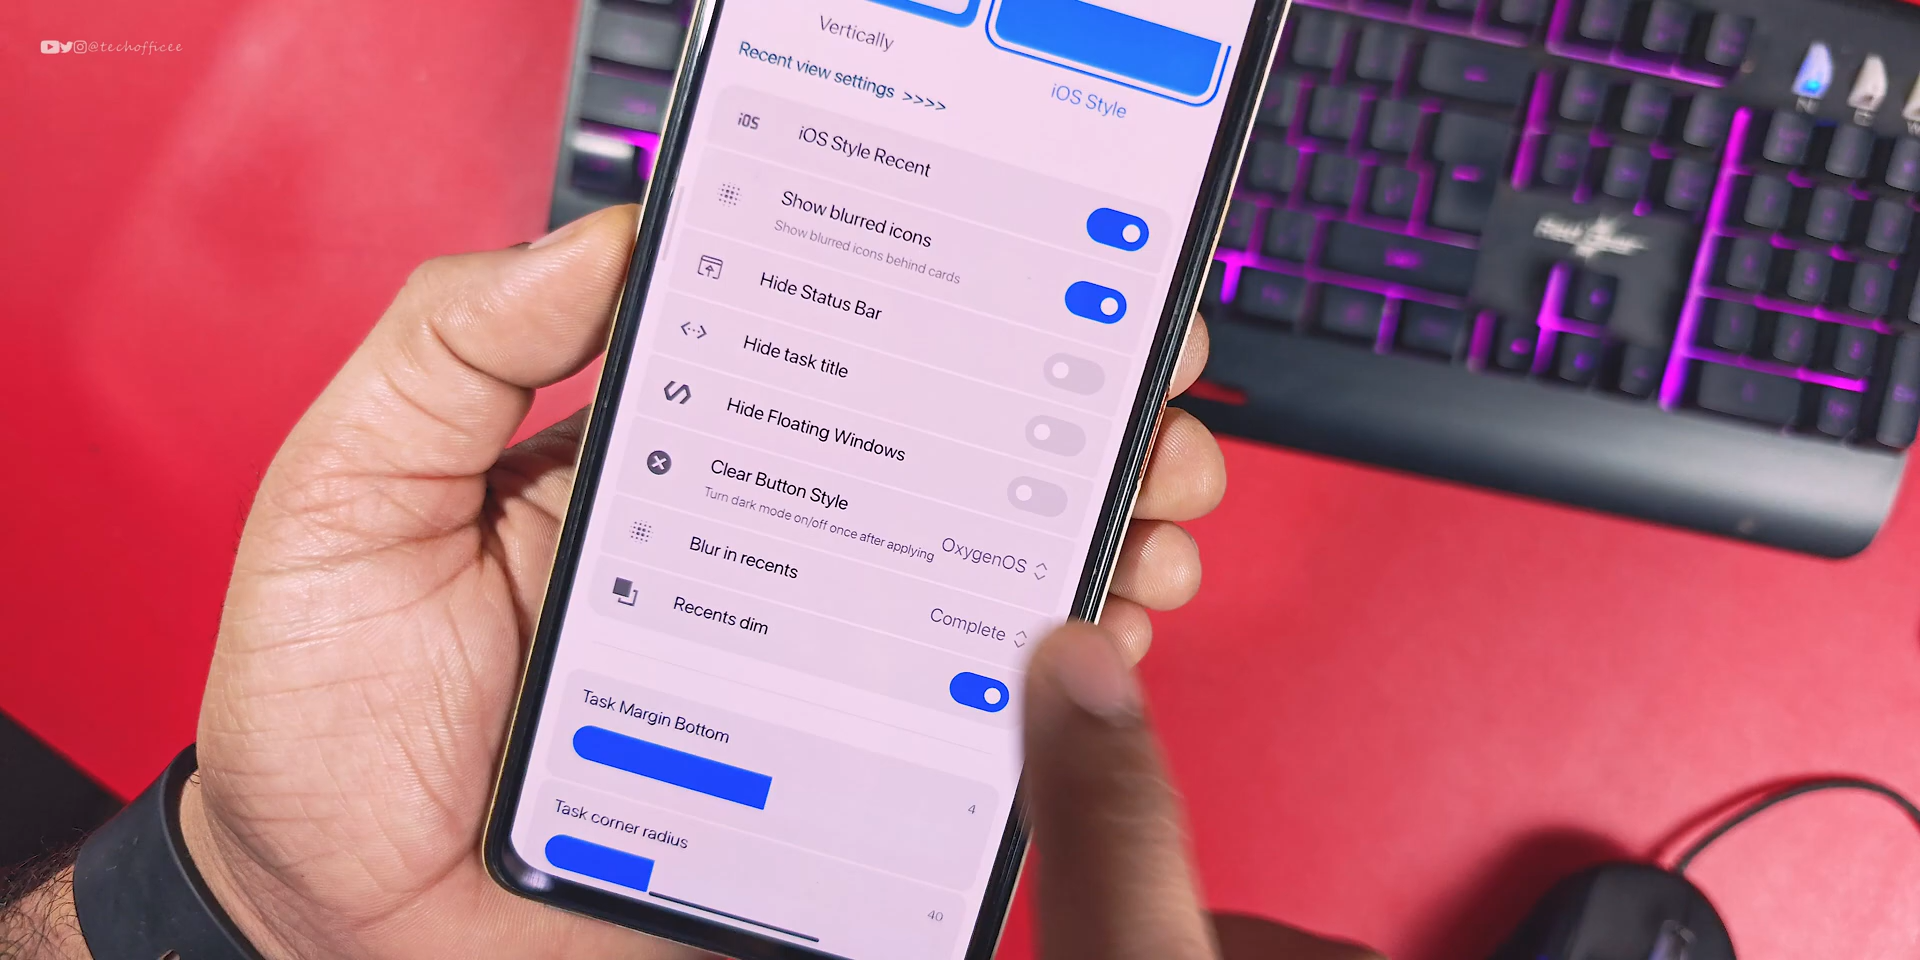 @techofficee
Vertically
iOS Style
Recent view settings >>>>
iOS
iOS Style Recent
Show blurred icons
Show blurred icons behind cards
Hide Status Bar
Hide task title
Hide Floating Windows
Clear Button Style
Turn dark mode on/off once after applying
OxygenOS
Blur in recents
Complete
Recents dim
Task Margin Bottom
4
Task corner radius
40